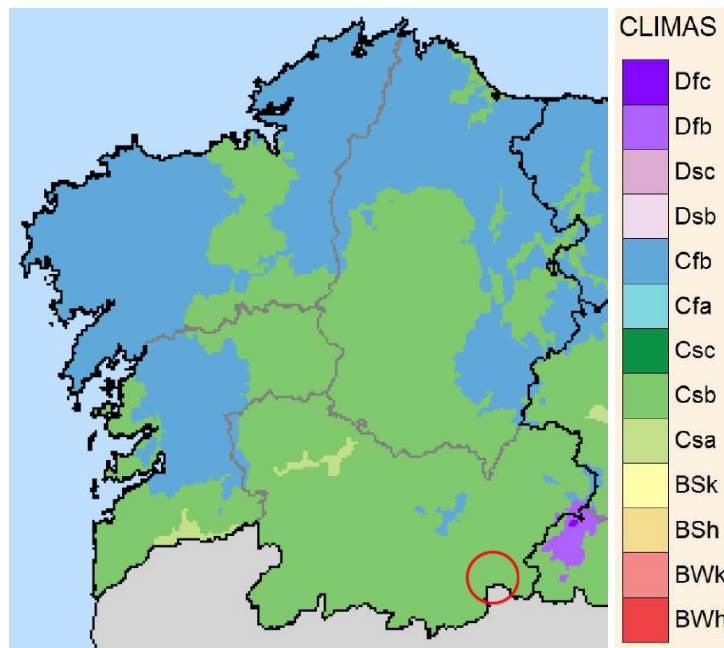 CLIMAS
Dfc
Dfb
Dsc
Dsb
Cfb
Cfa
Csc
Csb
Csa
BSk
BSh
BWk
BWh